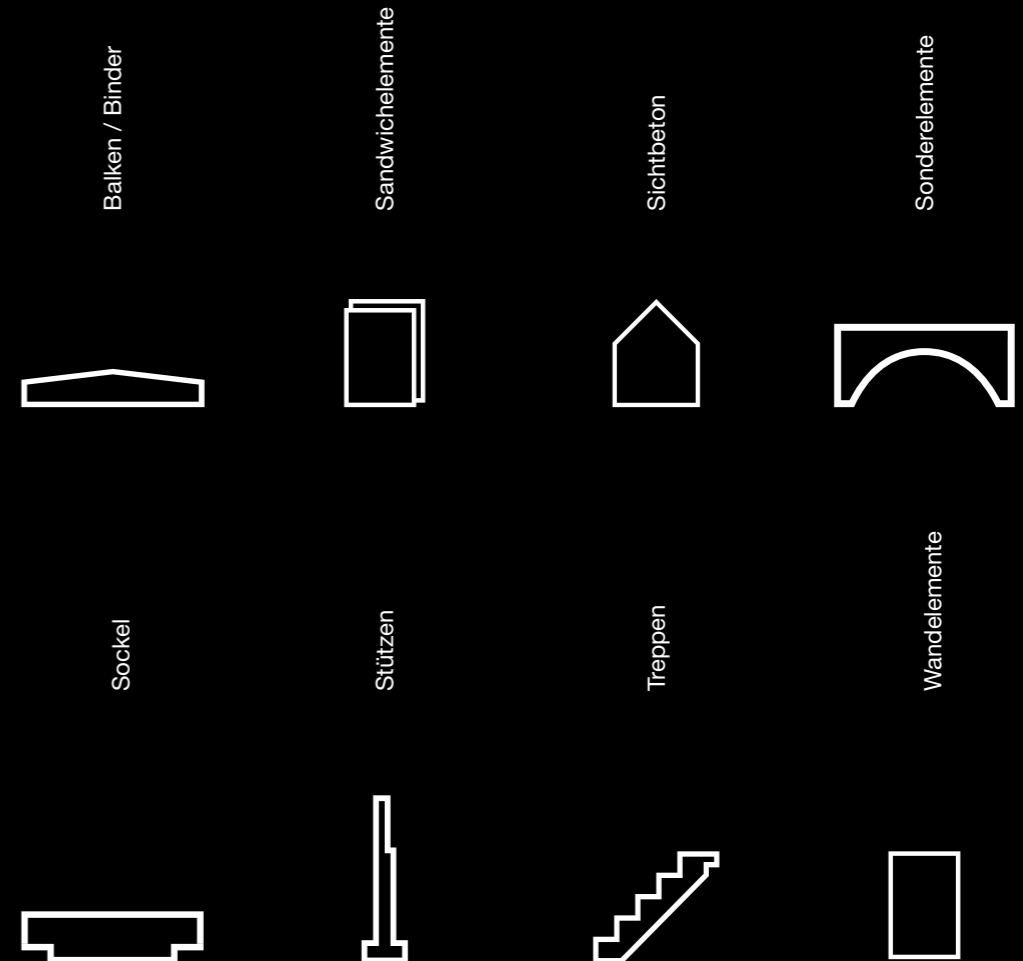 Balken / Binder
Sandwichelemente
Sichtbeton
Sonderelemente
Sockel
Stützen
Treppen
Wandelemente